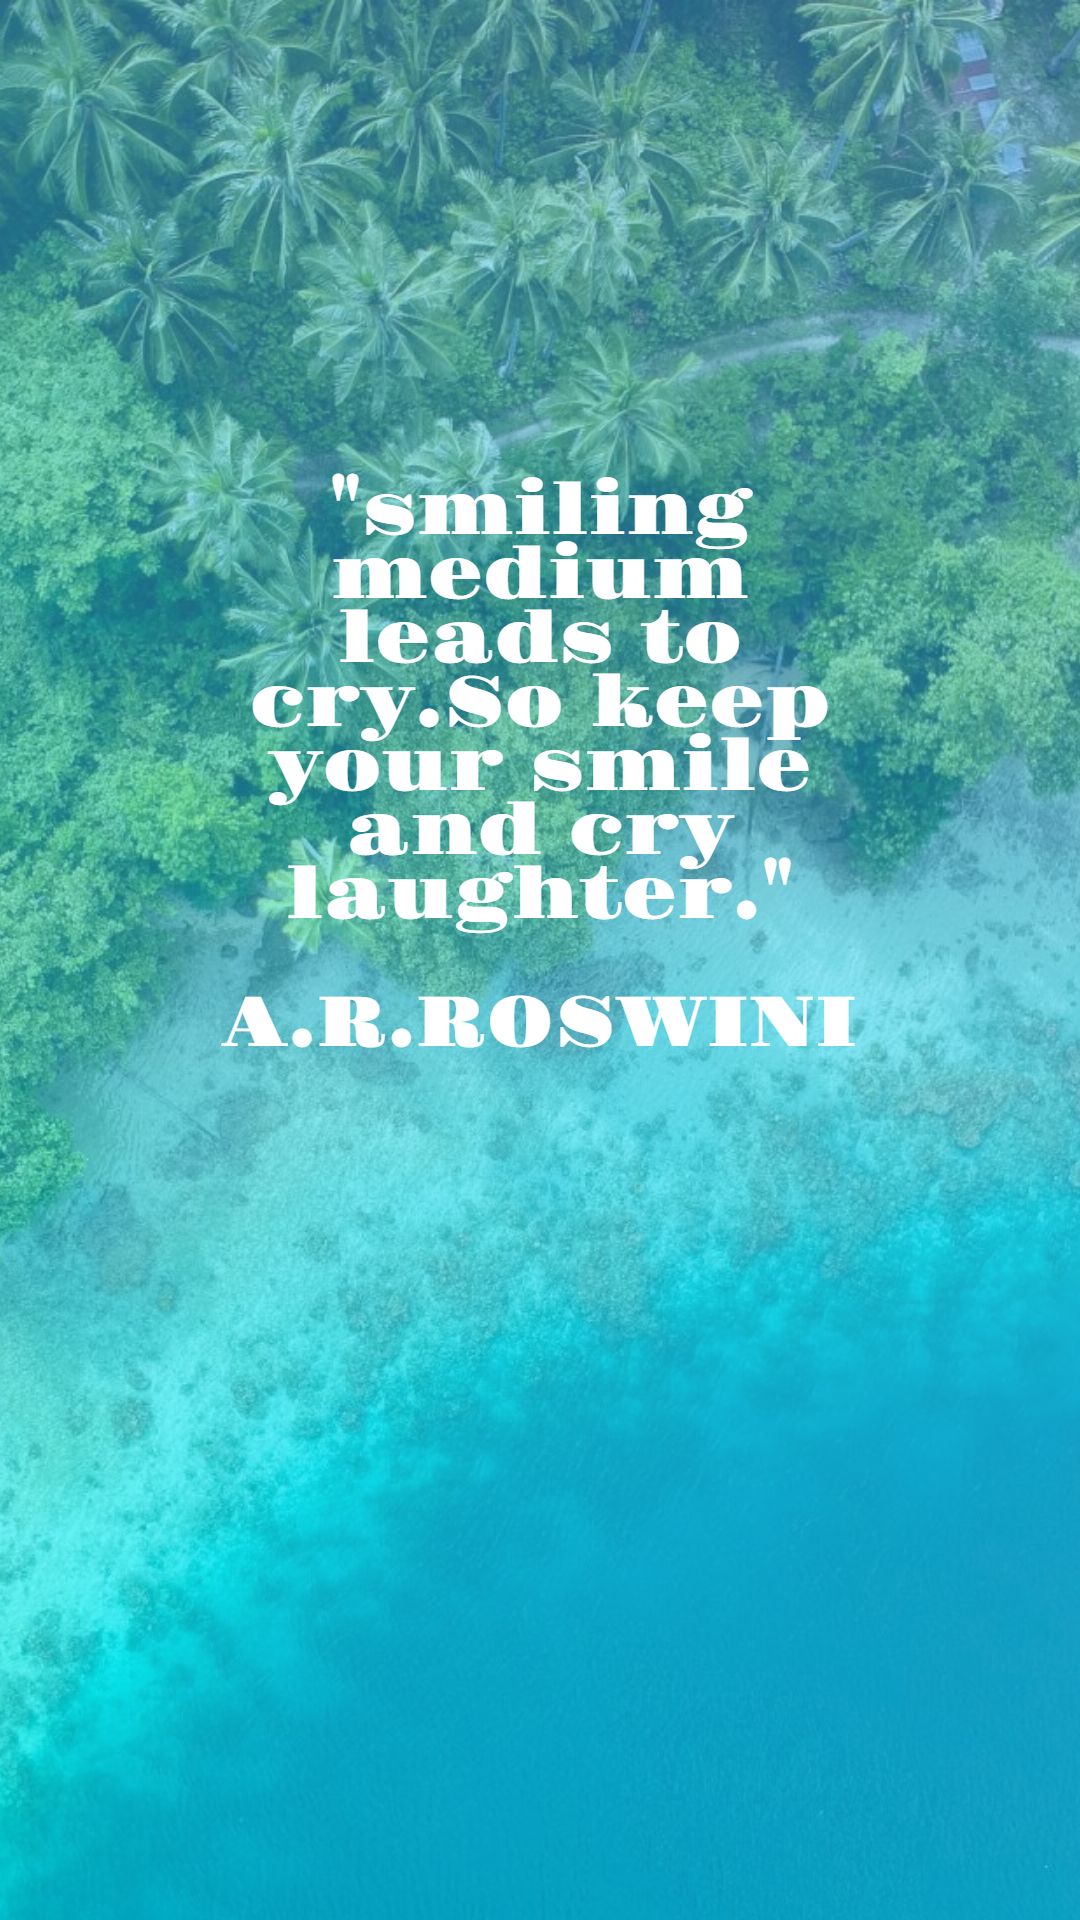 "smiling
medium
leads to
cry.So keep
your smile
and cry
laughter."
A.R.ROSWINI